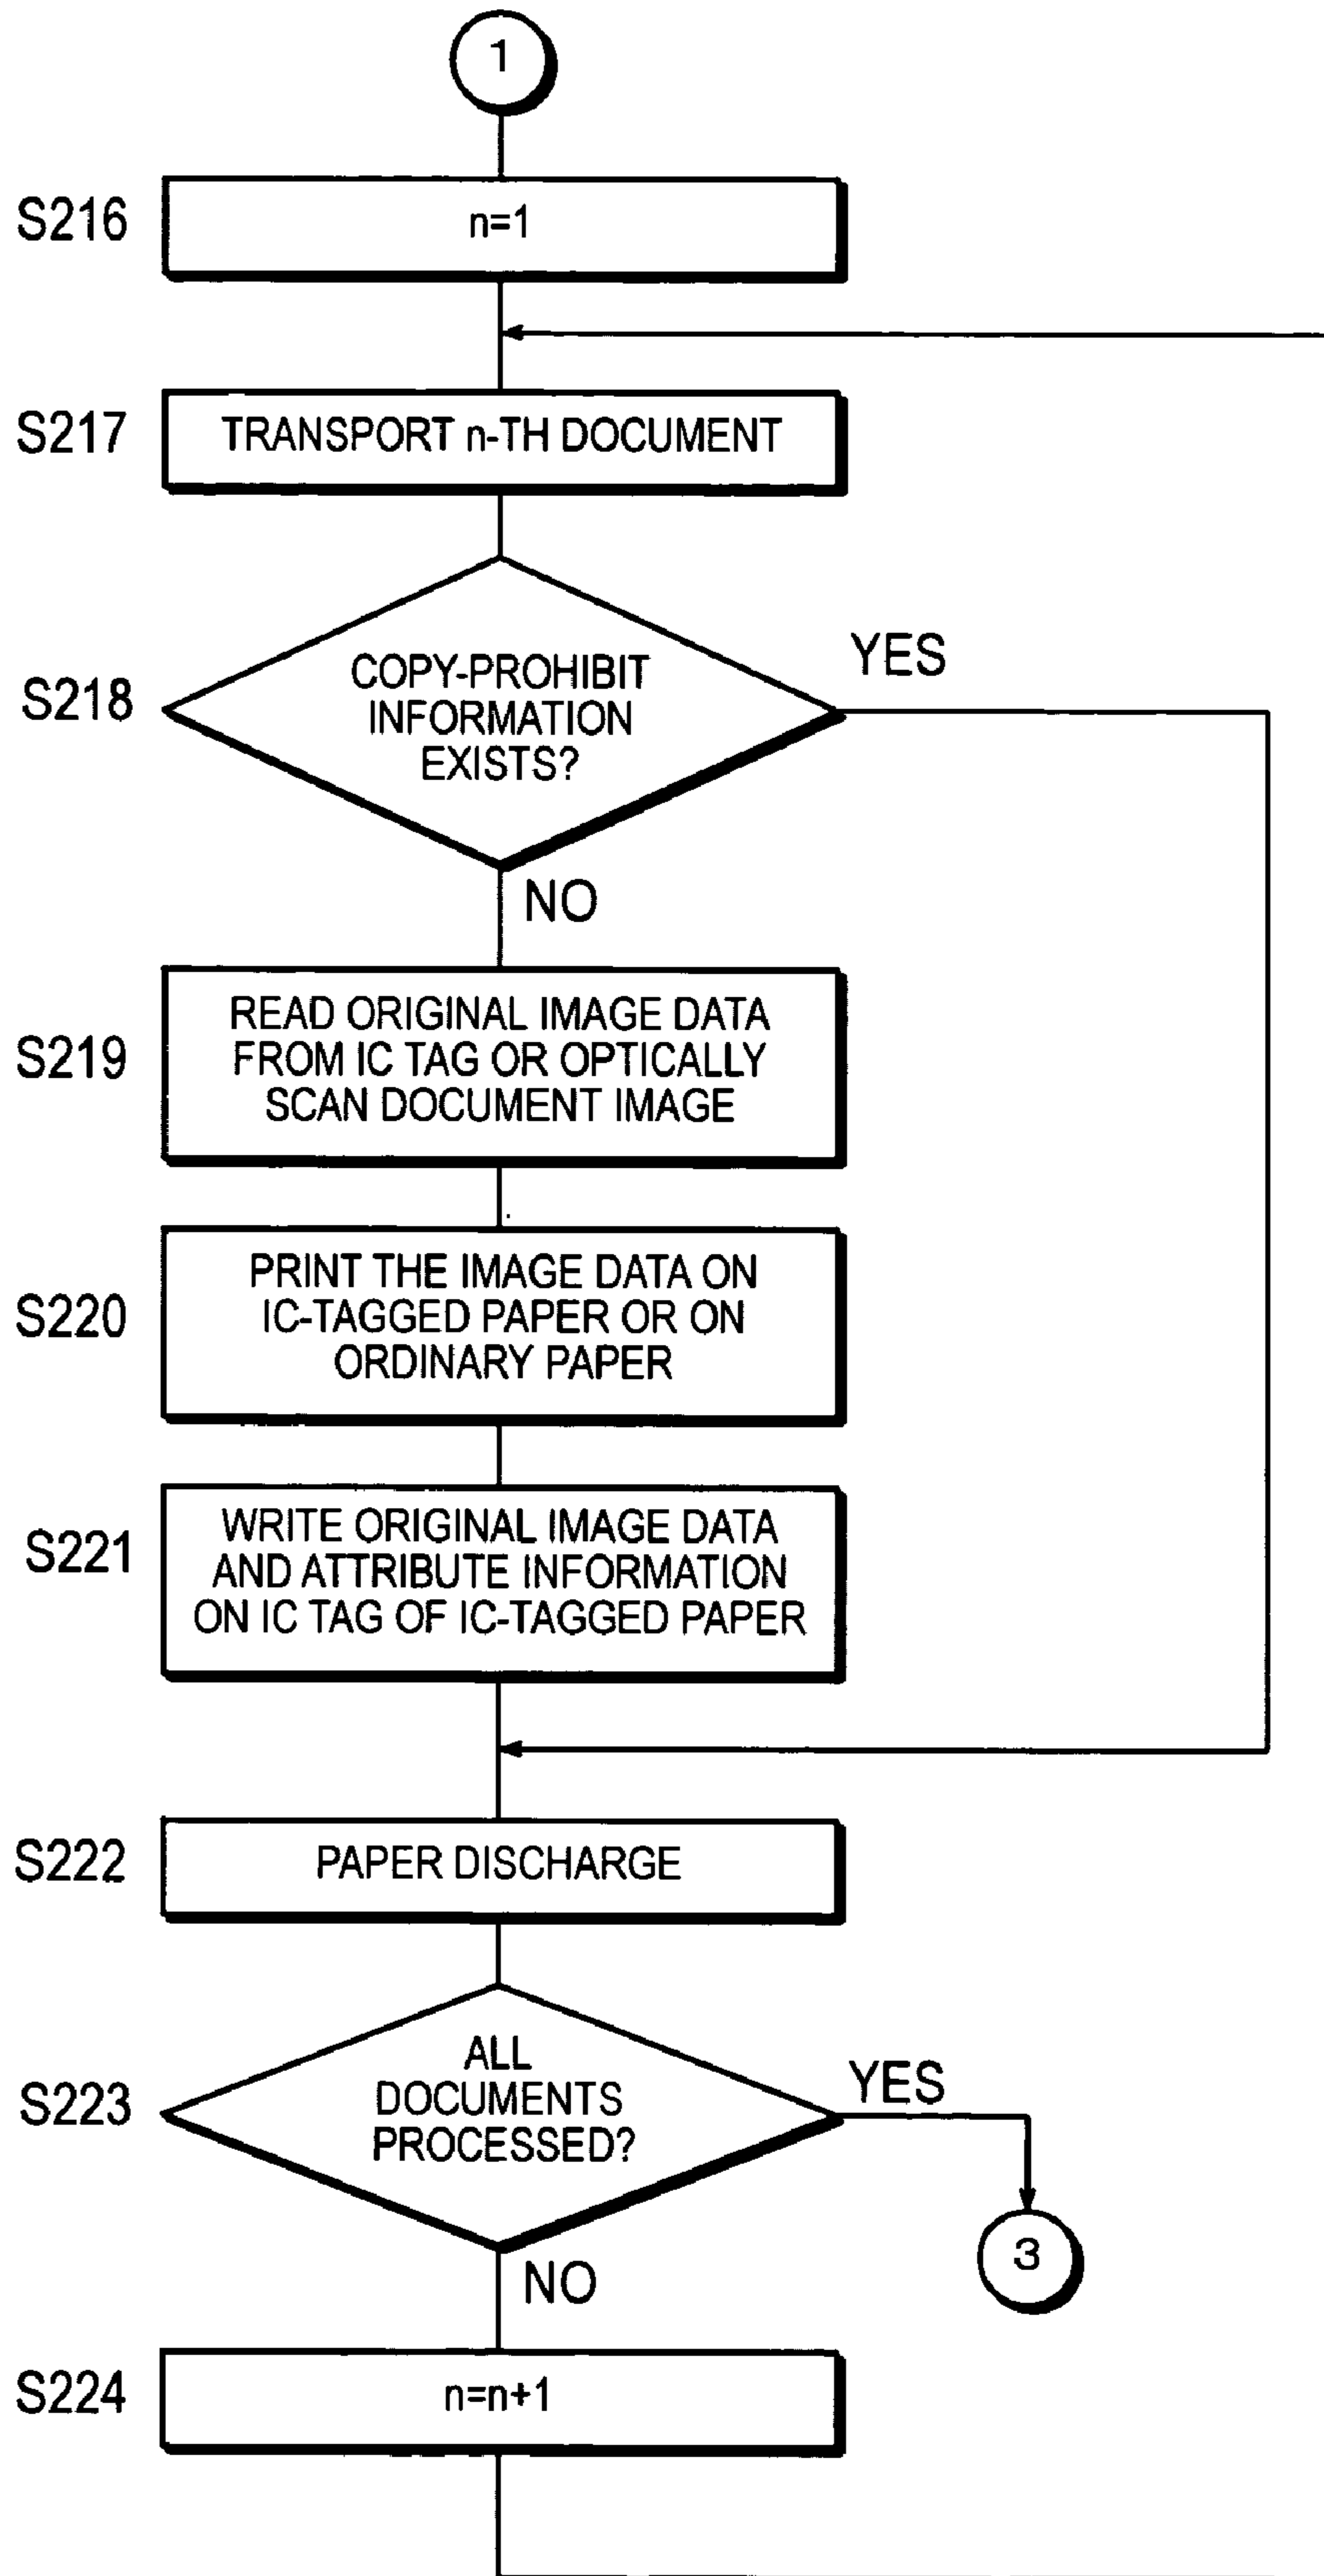 1
S216
n=1
S217
TRANSPORT n-TH DOCUMENT
S218
COPY-PROHIBIT
INFORMATION
EXISTS?
YES
NO
S219
READ ORIGINAL IMAGE DATA
FROM IC TAG OR OPTICALLY
SCAN DOCUMENT IMAGE
S220
PRINT THE IMAGE DATA ON
IC-TAGGED PAPER OR ON
ORDINARY PAPER
S221
WRITE ORIGINAL IMAGE DATA
AND ATTRIBUTE INFORMATION
ON IC TAG OF IC-TAGGED PAPER
S222
PAPER DISCHARGE
S223
ALL
DOCUMENTS
PROCESSED?
YES
3
NO
S224
n=n+1